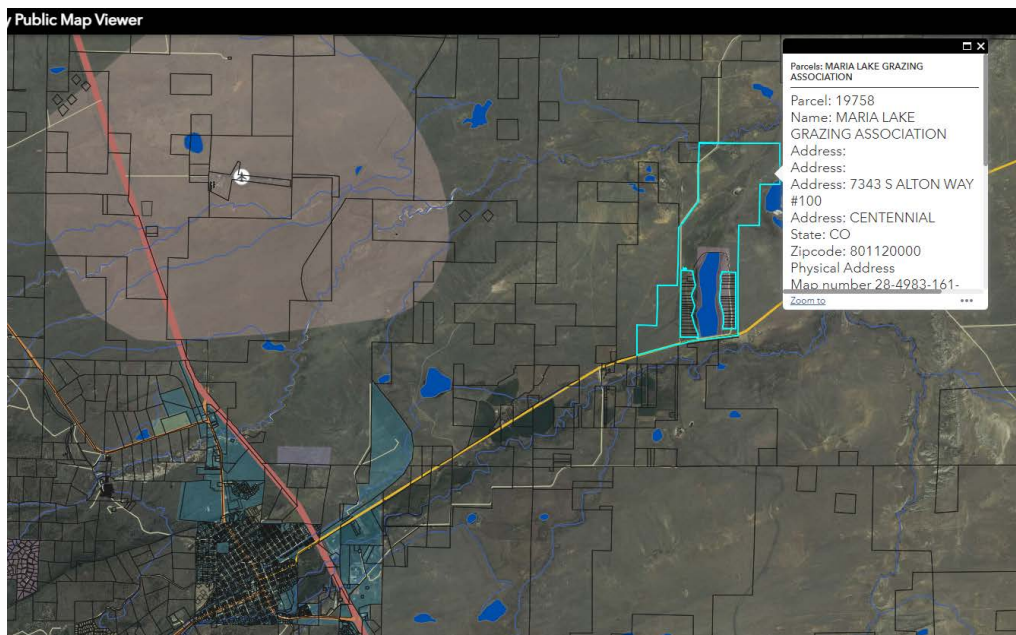 y Public Map Viewer
Parcels: MARIA LAKE GRAZING
ASSOCIATION
Parcel: 19758
Name: MARIA LAKE
GRAZING ASSOCIATION
Address:
Address:
Address: 7343 S ALTON WAY
#100
Address: CENTENNIAL
State: CO
Zipcode: 801120000
Physical Address
Map number 28-4983-161-
Zoom to